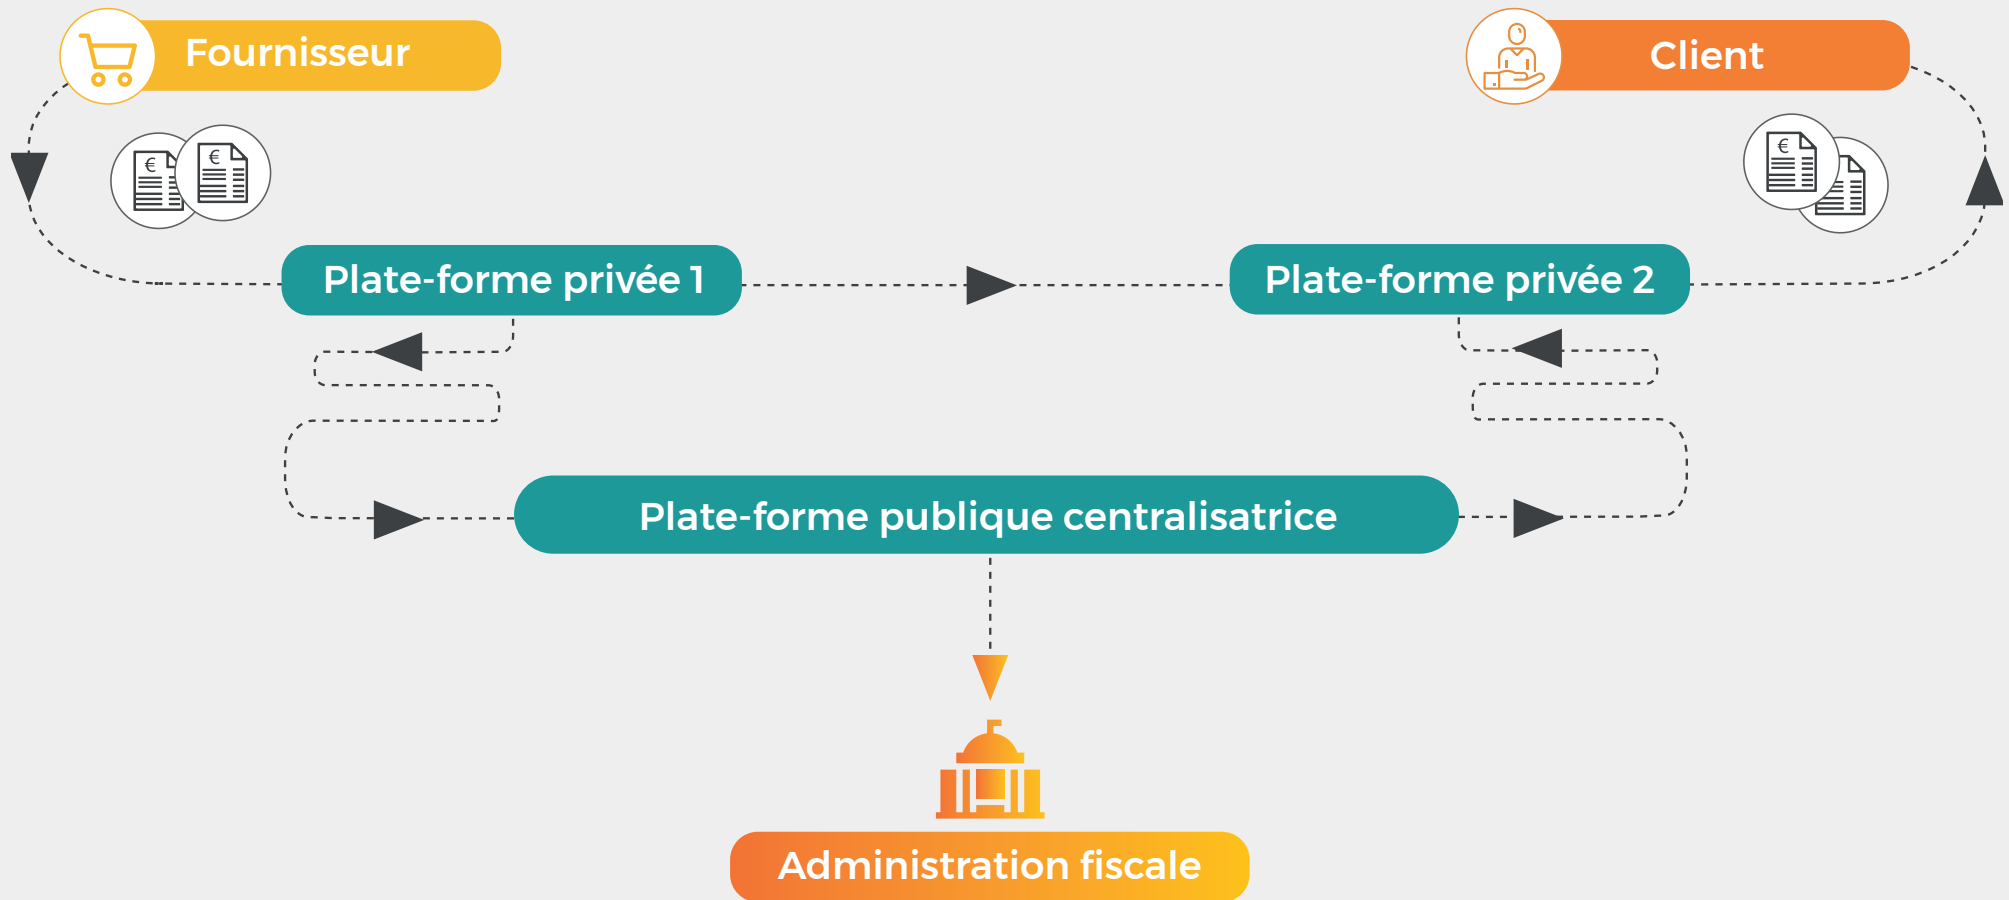 Fournisseur
Client
€
€
€
Plate-forme privée 1
Plate-forme privée 2
Plate-forme publique centralisatrice
Administration fiscale